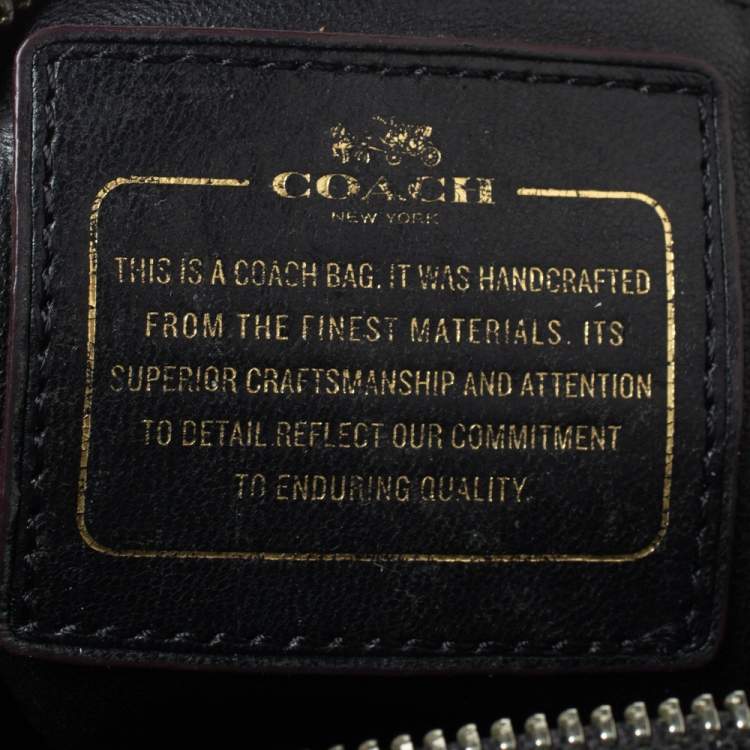 COACH
NEW YORK
THIS IS A COACH BAG. IT WAS HANDCRAFTED
FROM THE FINEST MATERIALS. ITS
SUPERIOR CRAFTSMANSHIP AND ATTENTION
TO DETAIL REFLECT OUR COMMITMENT
TO ENDURING QUALITY.